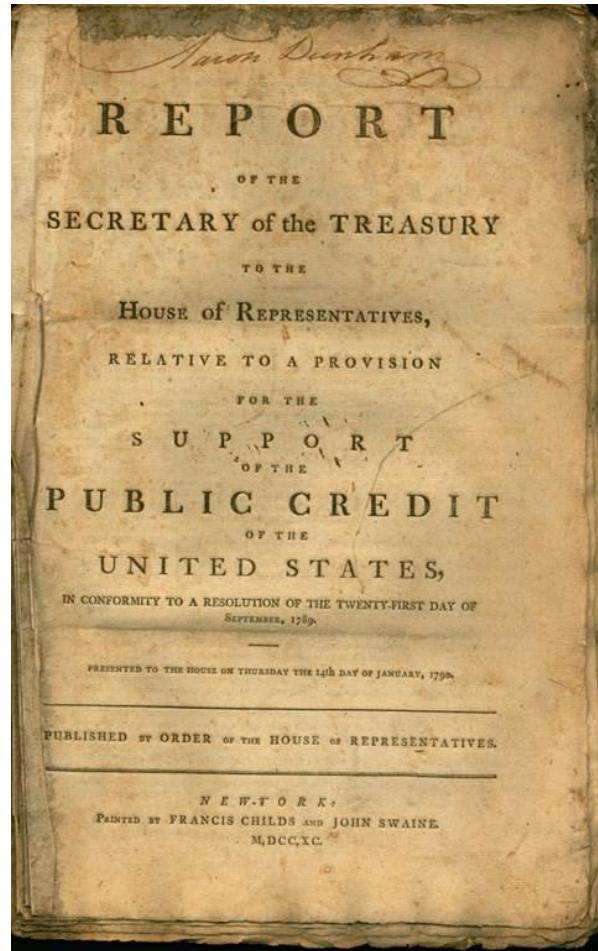 Aaron Dunham
REPORT
OF THE
SECRETARY of the TREASURY
TO THE
HOUSE of REPRESENTATIVES,
RELATIVE TO A PROVISION
FOR THE
SUPPORT
OF THE
PUBLIC CREDIT
OF THE
UNITED STATES,
IN CONFORMITY TO A RESOLUTION OF THE TWENTY-FIRST DAY OF
SEPTEMBER, 1789.
PRESENTED TO THE HOUSE ON THURSDAY THE 14th DAY OF JANUARY, 1790.
PUBLISHED BY ORDER OF THE HOUSE OF REPRESENTATIVES.
NEW-YORK:
PRINTED BY FRANCIS CHILDS AND JOHN SWAINE.
M,DCC,XC.